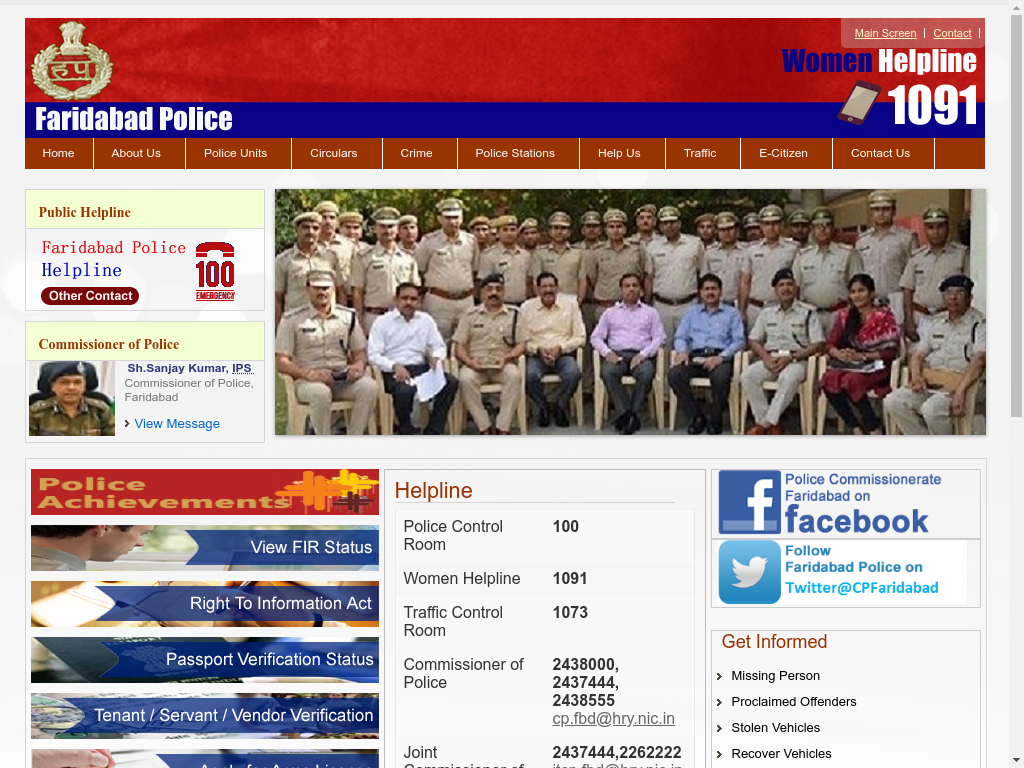 Main Screen | Contact |
हपु
Women Helpline
1091
Faridabad Police
Home
About Us
Police Units
Circulars
Crime
Police Stations
Help Us
Traffic
E-Citizen
Contact Us
Public Helpline
Faridabad Police
Helpline
100
EMERGENCY
Other Contact
Commissioner of Police
Sh.Sanjay Kumar, IPS
Commissioner of Police,
Faridabad
View Message
Police
Achievements
View FIR Status
Right To Information Act
Passport Verification Status
Tenant / Servant / Vendor Verification
Helpline
Police Control
Room
100
Women Helpline
1091
Traffic Control
Room
1073
Commissioner of
Police
2438000,
2437444,
2438555
cp.fbd@hry.nic.in
Joint
2437444,2262222
Police Commissionerate
Faridabad on
facebook
Follow
Faridabad Police on
Twitter@CPFaridabad
Get Informed
Missing Person
Proclaimed Offenders
Stolen Vehicles
Recover Vehicles